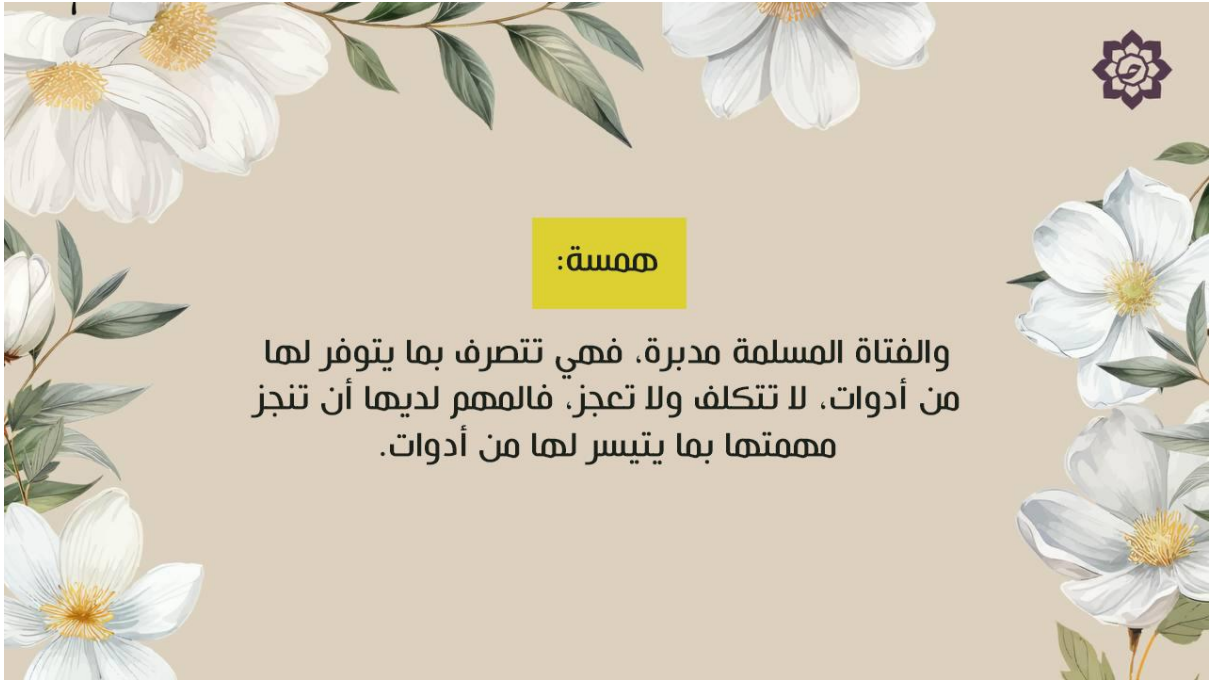 همسة:
والفتاة المسلمة مدبرة، فهي تتصرف بما يتوفر لها
من أدوات، لا تتكلف ولا تعجز، فالمهم لديها أن تنجز
مهمتها بما يتيسر لها من أدوات.